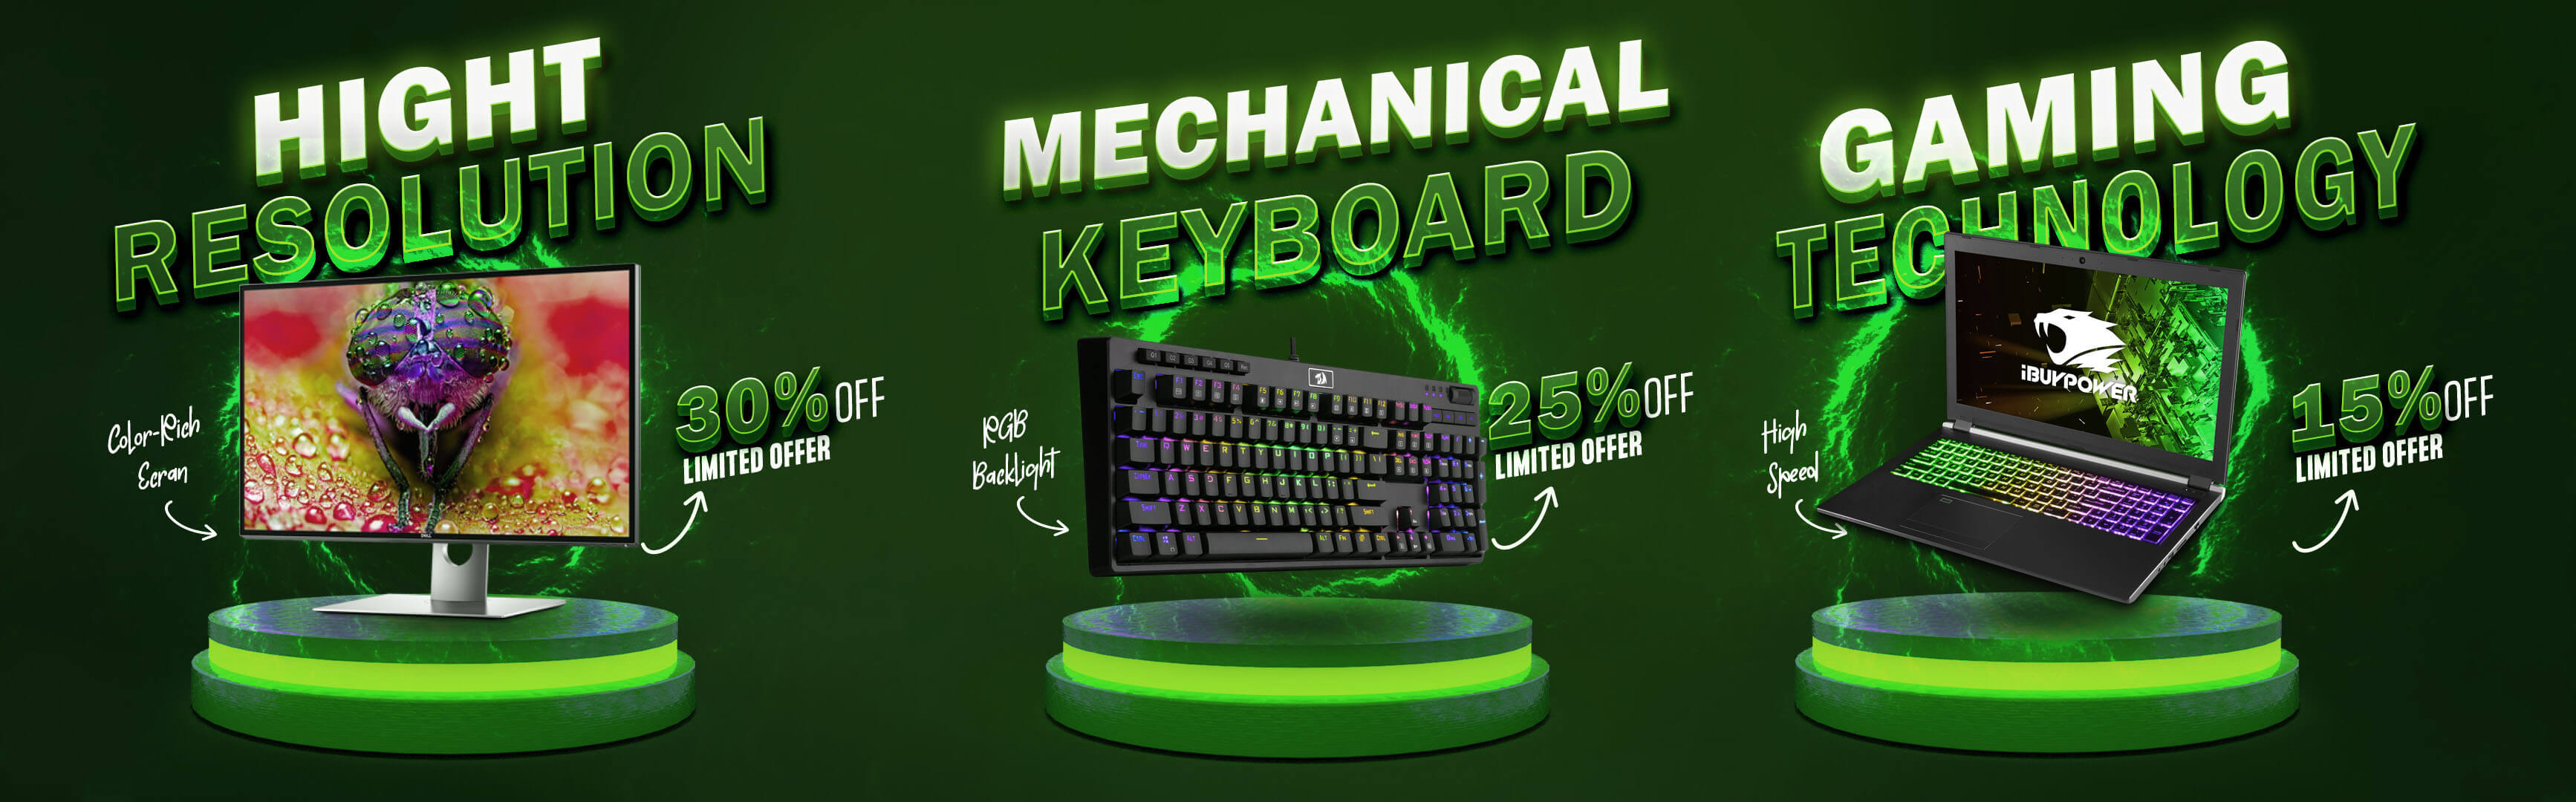 HIGHT
RESOLUTION
Color-Rich
Ecran
30% OFF
LIMITED OFFER
DELL
MECHANICAL
KEYBOARD
RGB
BackLight
25% OFF
LIMITED OFFER
GAMING
TECHNOLOGY
High
Speed
iBUYPOWER
15% OFF
LIMITED OFFER